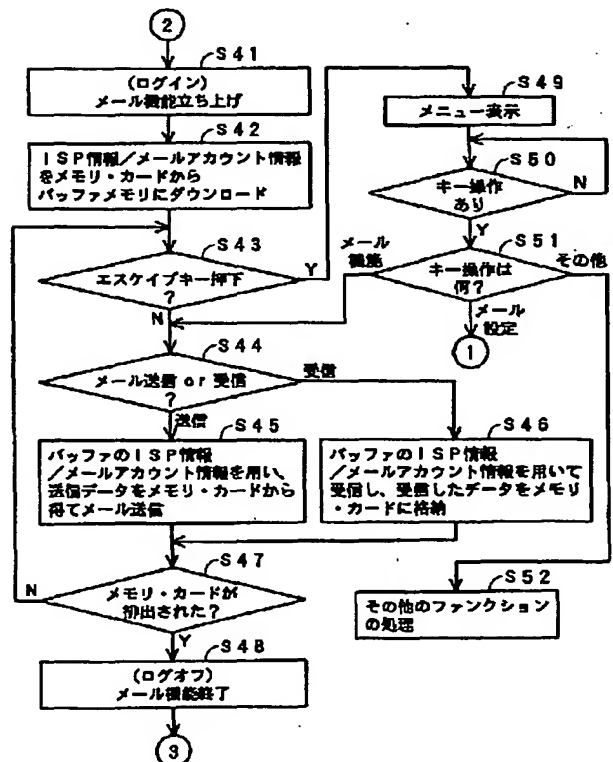 2
S41
(ログイン)
メール機能立ち上げ
S42
ISP情報/メールアカウント情報
をメモリ・カードから
バッファメモリにダウンロード
S43
エスケイプキー押下
?
Y
N
S44
メール送信 or 受信
?
受信
送信
S45
バッファのISP情報
/メールアカウント情報を用い、
送信データをメモリ・カードから
得てメール送信
S46
バッファのISP情報
/メールアカウント情報を用いて
受信し、受信したデータをメモリ
・カードに格納
S47
メモリ・カードが
排出された?
N
Y
S48
(ログオフ)
メール機能終了
3
S49
メニュー表示
S50
キー操作
あり
N
Y
S51
キー操作は
何?
メール
機能
その他
メール
設定
1
S52
その他のファンクション
の処理